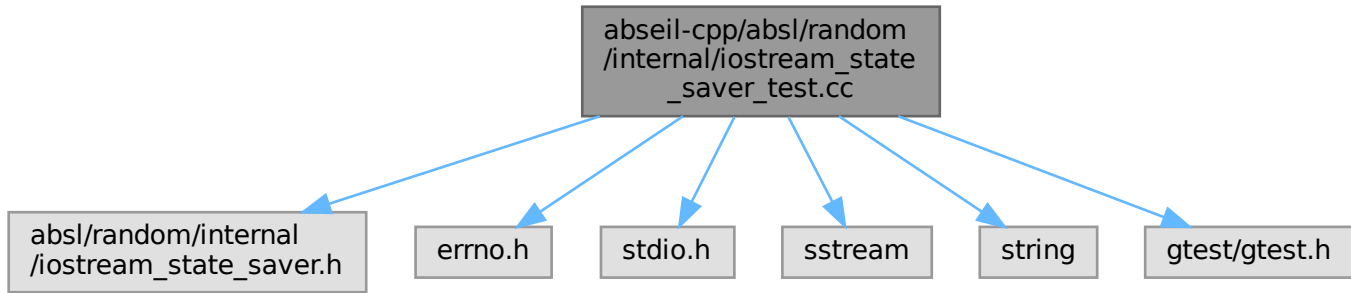 abseil-cpp/absl/random
/internal/iostream_state
_saver_test.cc
absl/random/internal
/iostream_state_saver.h
errno.h
stdio.h
sstream
string
gtest/gtest.h